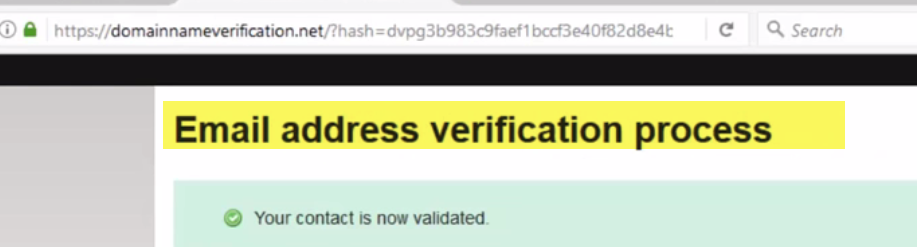 https://domainnameverification.net/?hash=dvpg3b983c9faef1bccf3e40f82d8e4b
Search
Email address verification process
Your contact is now validated.